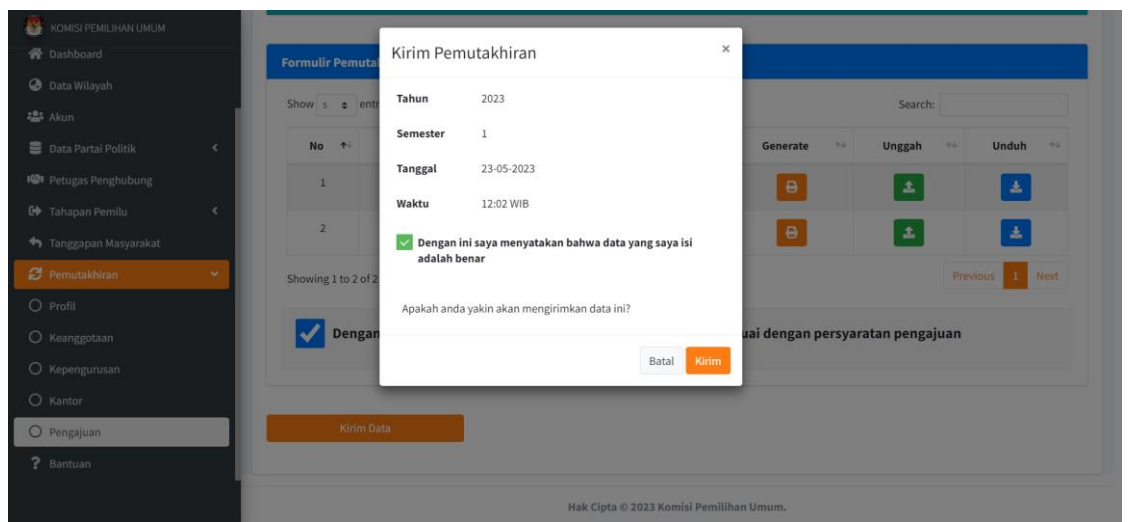 KOMISI PEMILIHAN UMUM
Dashboard
Data Wilayah
Akun
Data Partai Politik
Petugas Penghubung
Tahapan Pemilu
Tanggapan Masyarakat
Pemutakhiran
Profil
Keanggotaan
Kepengurusan
Kantor
Pengajuan
? Bantuan
Formulir
Show 5
Search:
No Generate Unggah Unduh
1
2
Showing 1 to 2 of 2
Previous 1 Next
uai dengan persyaratan pengajuan
Kirim Data
Kirim Pemutakhiran ×
Tahun 2023
Semester 1
Tanggal 23-05-2023
Waktu 12:02 WIB
Dengan ini saya menyatakan bahwa data yang saya isi
adalah benar
Apakah anda yakin akan mengirimkan data ini?
Batal Kirim
Hak Cipta © 2023 Komisi Pemilihan Umum.